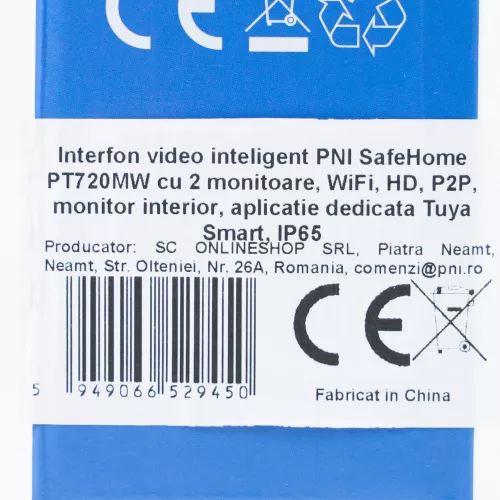 Interfon video inteligent PNI SafeHome
PT720MW cu 2 monitoare, WiFi, HD, P2P,
monitor interior, aplicatie dedicata Tuya
Smart, IP65
Producator: SC ONLINESHOP SRL, Piatra Neamt,
Neamt, Str. Olteniei, Nr. 26A, Romania, comenzi@pni.ro
5 949066 529450
Fabricat in China